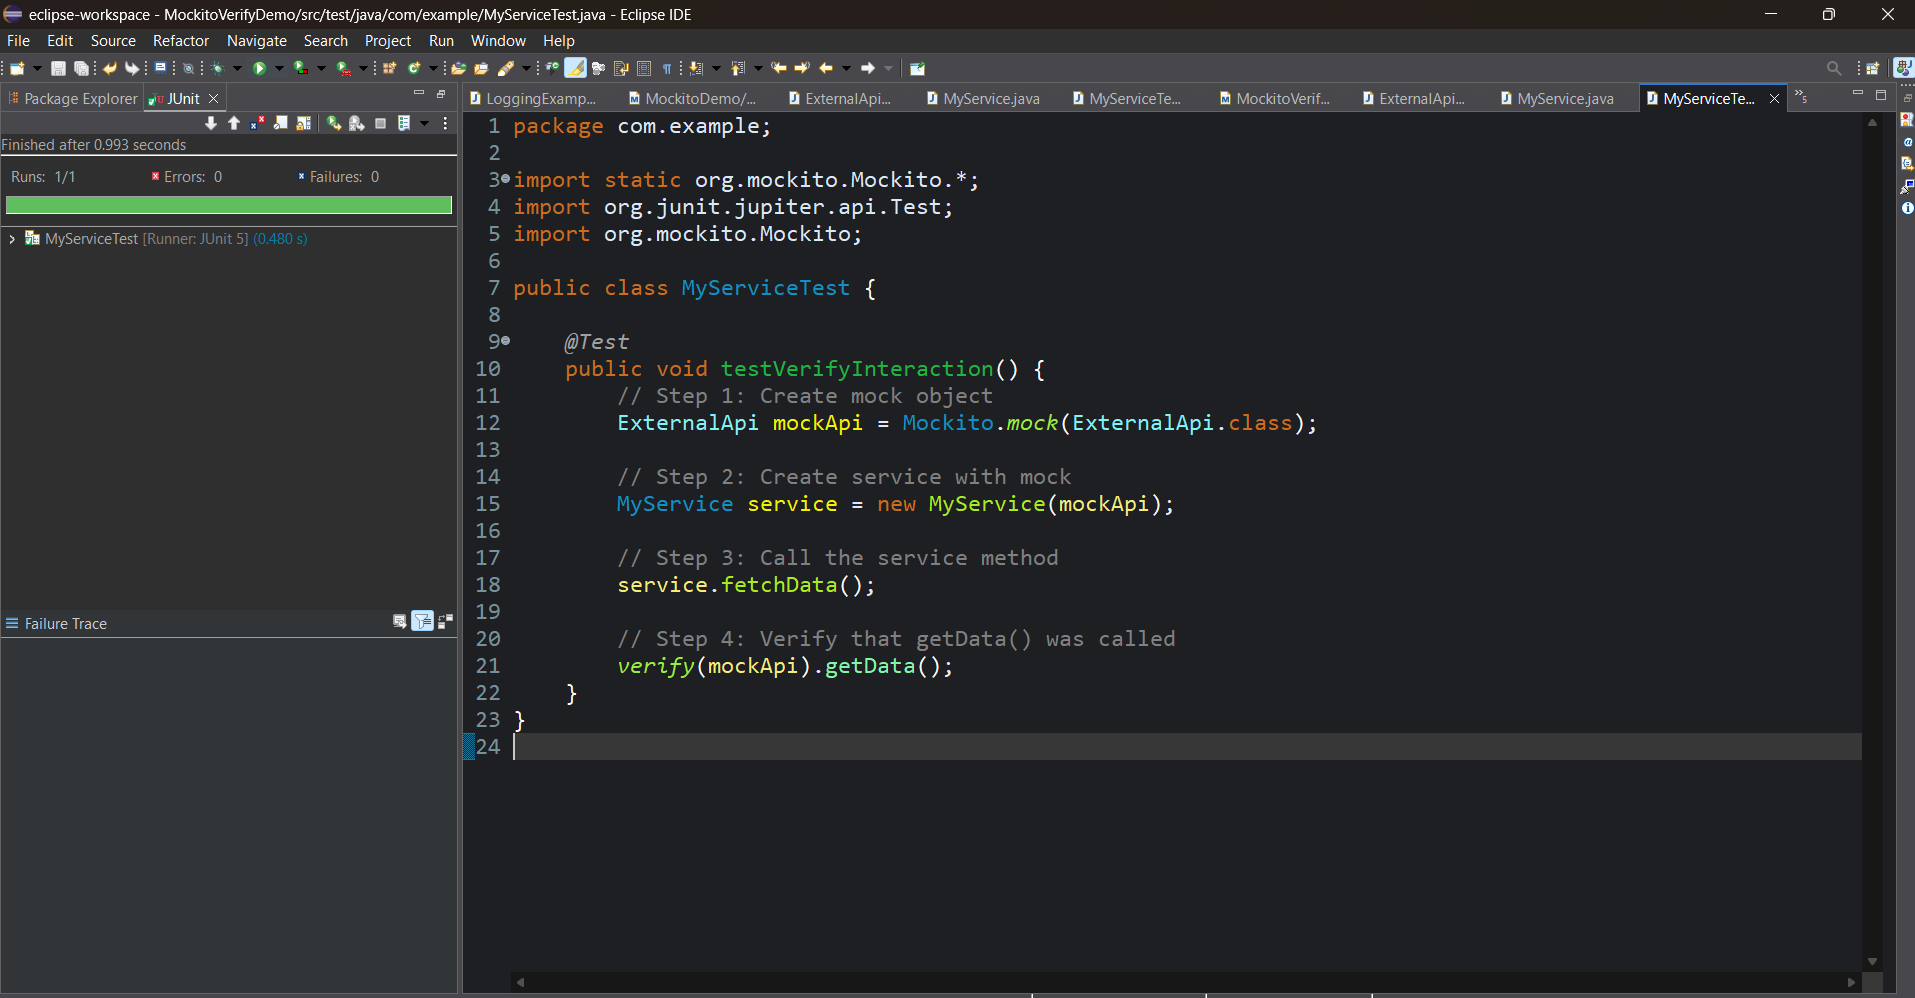 eclipse-workspace - MockitoVerifyDemo/src/test/java/com/example/MyServiceTest.java - Eclipse IDE
File Edit Source Refactor Navigate Search Project Run Window Help
Package Explorer JUnit
LoggingExamp... MockitoDemo/... ExternalApi... MyService.java MyServiceTe... MockitoVerif... ExternalApi... MyService.java MyServiceTe... »5
Finished after 0.993 seconds
Runs: 1/1 Errors: 0 Failures: 0
MyServiceTest [Runner: JUnit 5] (0.480 s)
Failure Trace
1 package com.example;
2
3 import static org.mockito.Mockito.*;
4 import org.junit.jupiter.api.Test;
5 import org.mockito.Mockito;
6
7 public class MyServiceTest {
8
9     @Test
10     public void testVerifyInteraction() {
11         // Step 1: Create mock object
12         ExternalApi mockApi = Mockito.mock(ExternalApi.class);
13
14         // Step 2: Create service with mock
15         MyService service = new MyService(mockApi);
16
17         // Step 3: Call the service method
18         service.fetchData();
19
20         // Step 4: Verify that getData() was called
21         verify(mockApi).getData();
22     }
23 }
24